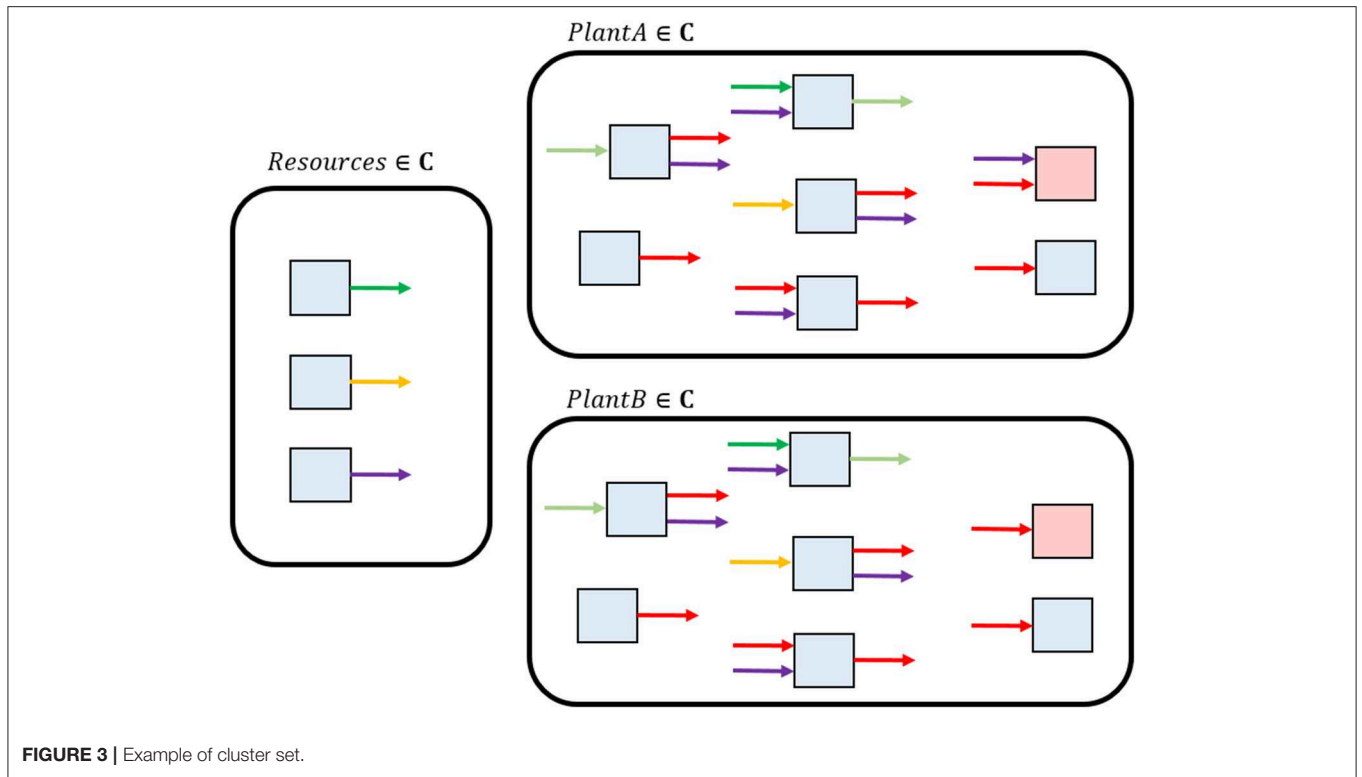 PlantA ∈ C
Resources ∈ C
PlantB ∈ C
FIGURE 3 | Example of cluster set.